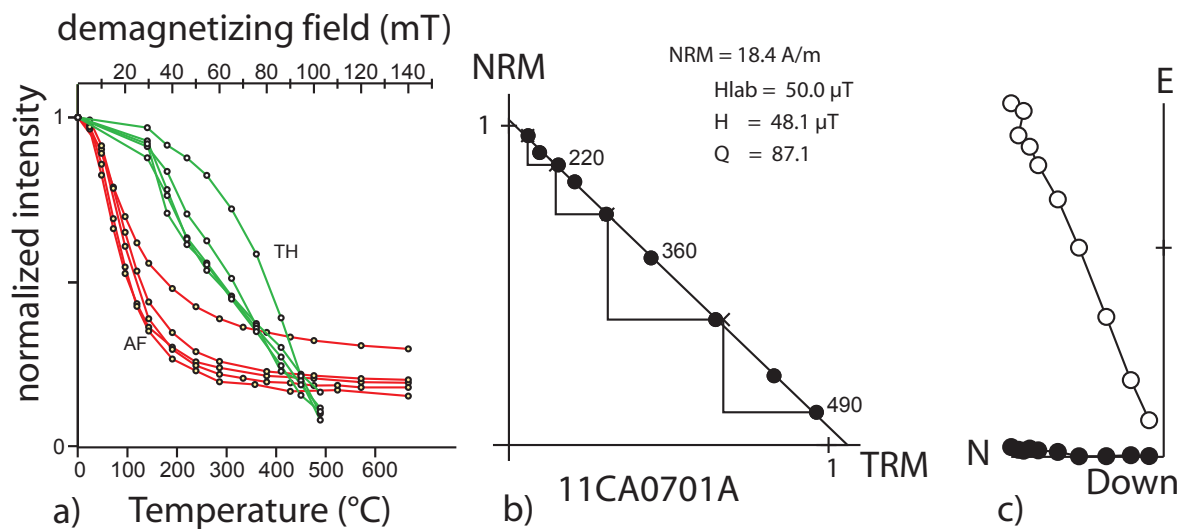 demagnetizing field (mT)
20 40 60 80 100 120 140
normalized intensity
1
0
TH
AF
0 100 200 300 400 500 600
Temperature (°C)
a)
NRM
NRM = 18.4 A/m
Hlab = 50.0 µT
H = 48.1 µT
Q = 87.1
1
220
360
490
1
TRM
11CA0701A
b)
E
N
Down
c)